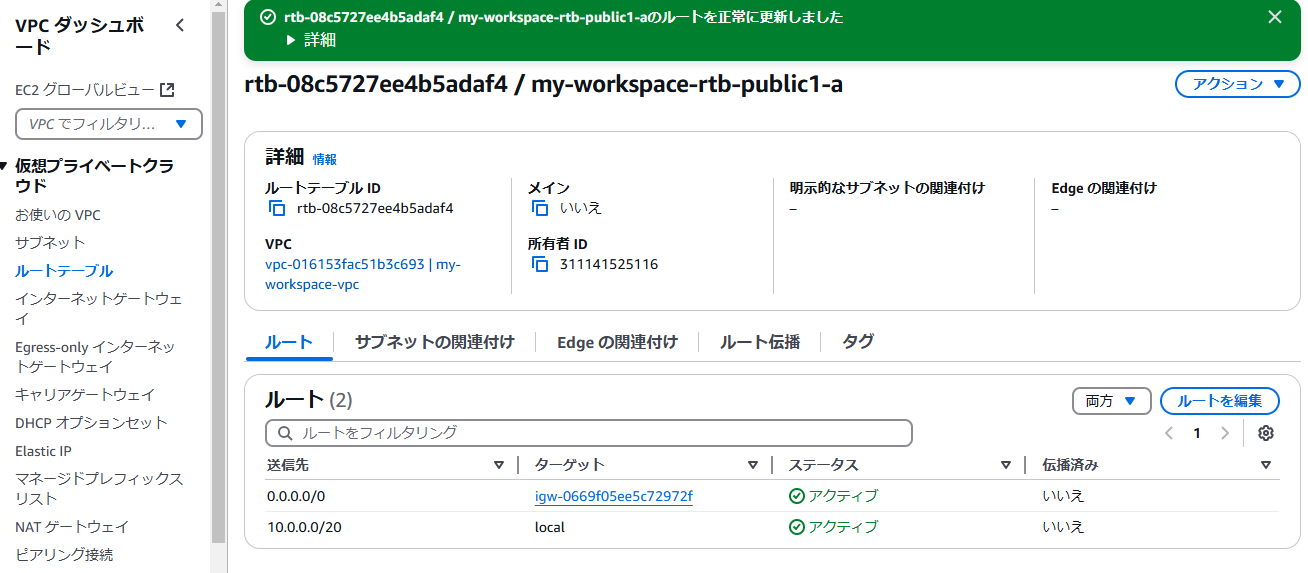 VPC ダッシュボ
ード
rtb-08c5727ee4b5adaf4 / my-workspace-rtb-public1-aのルートを正常に更新しました
詳細
EC2 グローバルビュー
VPC でフィルタリ...
仮想プライベートクラ
ウド
お使いの VPC
サブネット
ルートテーブル
インターネットゲートウェ
イ
Egress-only インターネッ
トゲートウェイ
キャリアゲートウェイ
DHCP オプションセット
Elastic IP
マネージドプレフィックス
リスト
NAT ゲートウェイ
ピアリング接続
rtb-08c5727ee4b5adaf4 / my-workspace-rtb-public1-a
アクション
詳細 情報
ルートテーブル ID
rtb-08c5727ee4b5adaf4
メイン
いいえ
明示的なサブネットの関連付け
–
Edge の関連付け
–
VPC
vpc-016153fac51b3c693 | my-
workspace-vpc
所有者 ID
311141525116
ルート サブネットの関連付け Edge の関連付け ルート伝播 タグ
ルート (2)
両方 ルートを編集
ルートをフィルタリング
1
送信先 ターゲット ステータス 伝播済み
0.0.0.0/0 igw-0669f05ee5c72972f アクティブ いいえ
10.0.0.0/20 local アクティブ いいえ